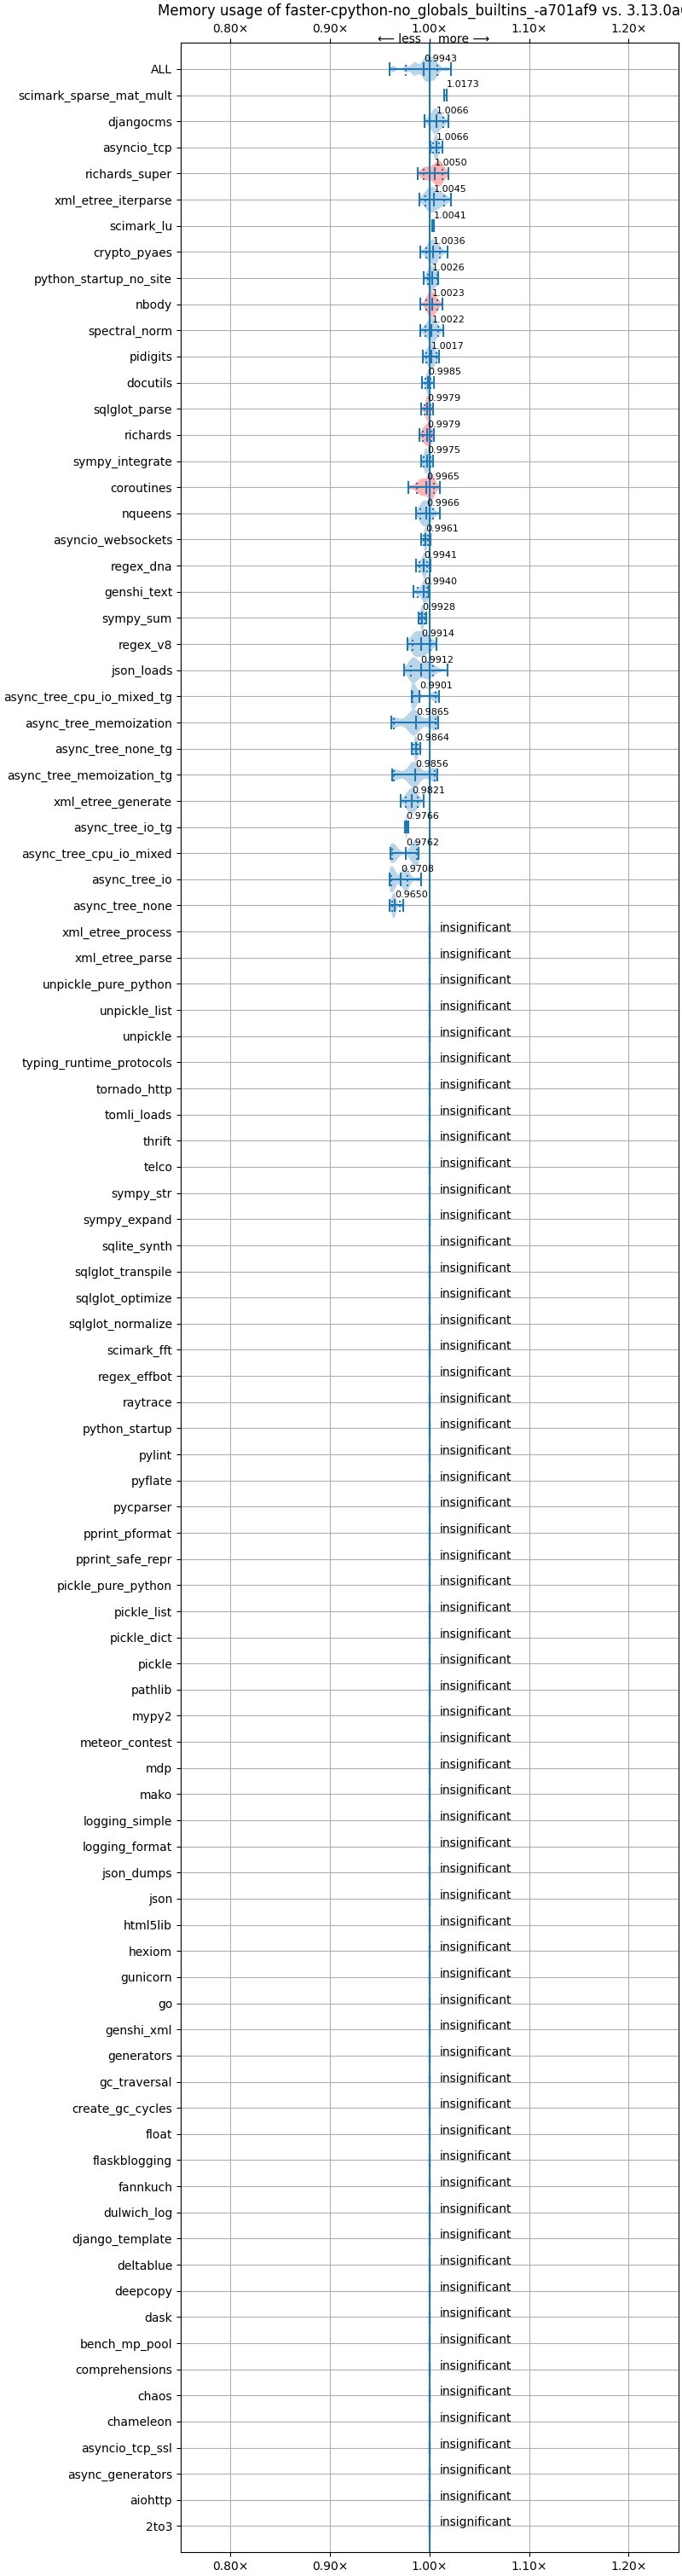 Memory usage of faster-cpython-no_globals_builtins_-a701af9 vs. 3.13.0a
0.80× 0.90× 1.00× 1.10× 1.20×
⟵ less more ⟶
ALL 0.9943
scimark_sparse_mat_mult 1.0173
djangocms 1.0066
asyncio_tcp 1.0066
richards_super 1.0050
xml_etree_iterparse 1.0045
scimark_lu 1.0041
crypto_pyaes 1.0036
python_startup_no_site 1.0026
nbody 1.0023
spectral_norm 1.0022
pidigits 1.0017
docutils 0.9985
sqlglot_parse 0.9979
richards 0.9979
sympy_integrate 0.9975
coroutines 0.9965
nqueens 0.9966
asyncio_websockets 0.9961
regex_dna 0.9941
genshi_text 0.9940
sympy_sum 0.9928
regex_v8 0.9914
json_loads 0.9912
async_tree_cpu_io_mixed_tg 0.9901
async_tree_memoization 0.9865
async_tree_none_tg 0.9864
async_tree_memoization_tg 0.9856
xml_etree_generate 0.9821
async_tree_io_tg 0.9766
async_tree_cpu_io_mixed 0.9762
async_tree_io 0.9708
async_tree_none 0.9650
xml_etree_process insignificant
xml_etree_parse insignificant
unpickle_pure_python insignificant
unpickle_list insignificant
unpickle insignificant
typing_runtime_protocols insignificant
tornado_http insignificant
tomli_loads insignificant
thrift insignificant
telco insignificant
sympy_str insignificant
sympy_expand insignificant
sqlite_synth insignificant
sqlglot_transpile insignificant
sqlglot_optimize insignificant
sqlglot_normalize insignificant
scimark_fft insignificant
regex_effbot insignificant
raytrace insignificant
python_startup insignificant
pylint insignificant
pyflate insignificant
pycparser insignificant
pprint_pformat insignificant
pprint_safe_repr insignificant
pickle_pure_python insignificant
pickle_list insignificant
pickle_dict insignificant
pickle insignificant
pathlib insignificant
mypy2 insignificant
meteor_contest insignificant
mdp insignificant
mako insignificant
logging_simple insignificant
logging_format insignificant
json_dumps insignificant
json insignificant
html5lib insignificant
hexiom insignificant
gunicorn insignificant
go insignificant
genshi_xml insignificant
generators insignificant
gc_traversal insignificant
create_gc_cycles insignificant
float insignificant
flaskblogging insignificant
fannkuch insignificant
dulwich_log insignificant
django_template insignificant
deltablue insignificant
deepcopy insignificant
dask insignificant
bench_mp_pool insignificant
comprehensions insignificant
chaos insignificant
chameleon insignificant
asyncio_tcp_ssl insignificant
async_generators insignificant
aiohttp insignificant
2to3 insignificant
0.80× 0.90× 1.00× 1.10× 1.20×